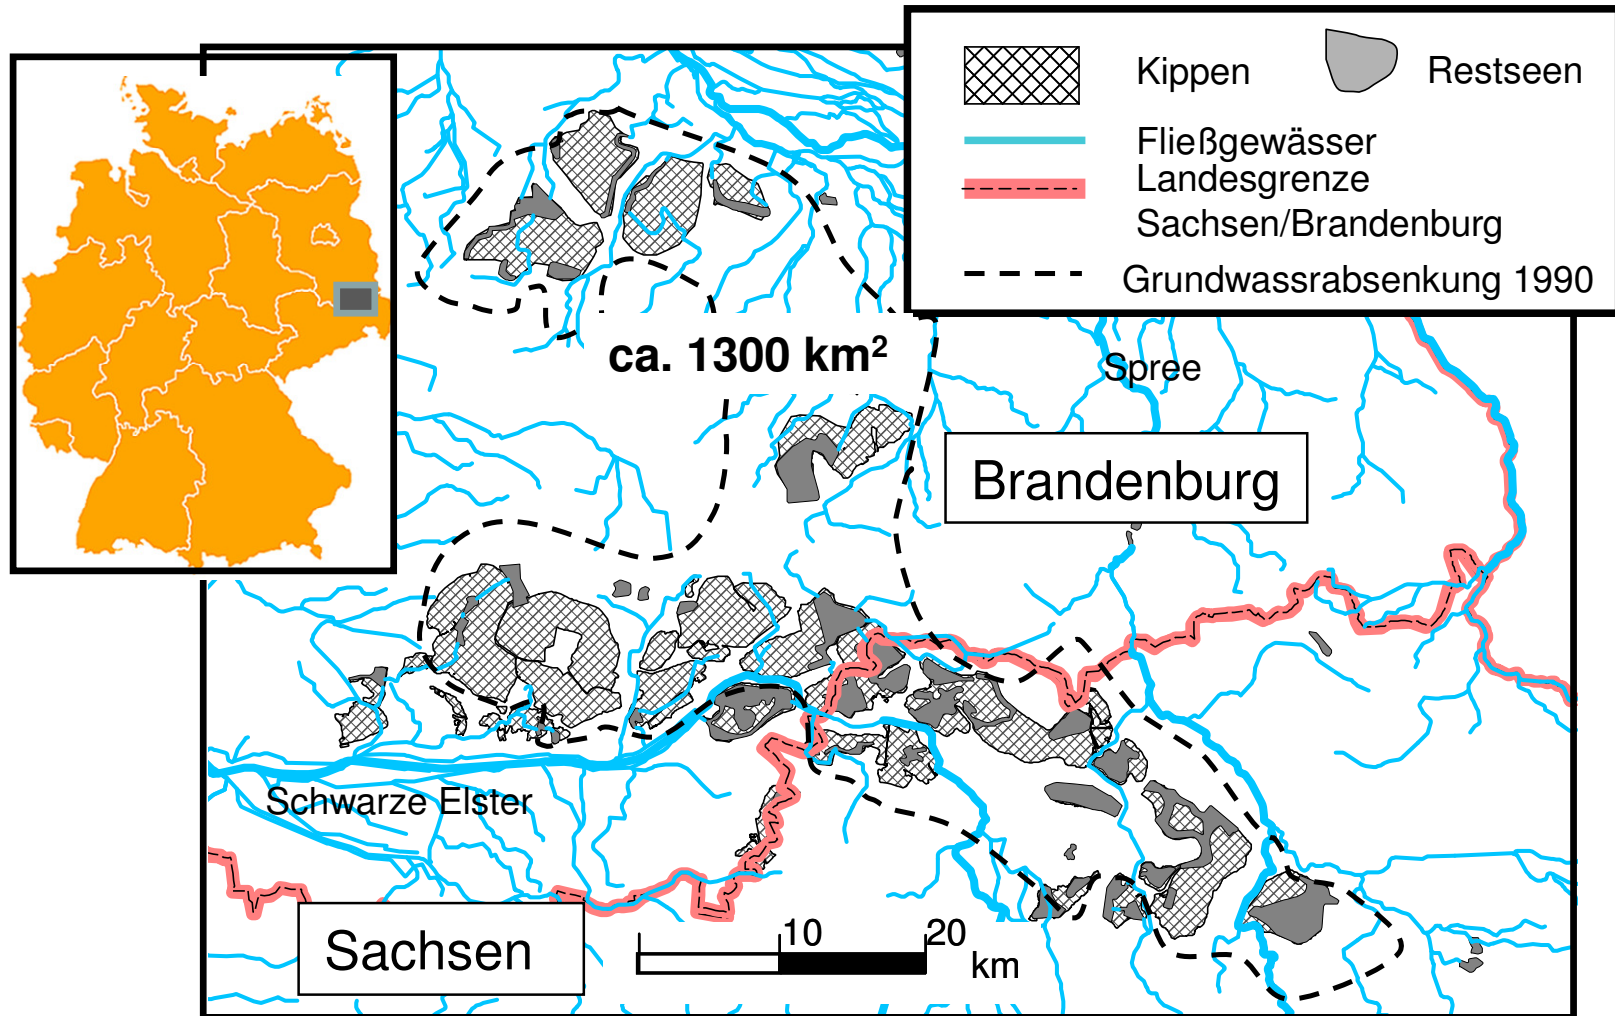 Kippen
Restseen
Fließgewässer
Landesgrenze
Sachsen/Brandenburg
Grundwassrabsenkung 1990
ca. 1300 km²
Spree
Brandenburg
Schwarze Elster
Sachsen
10
20
km